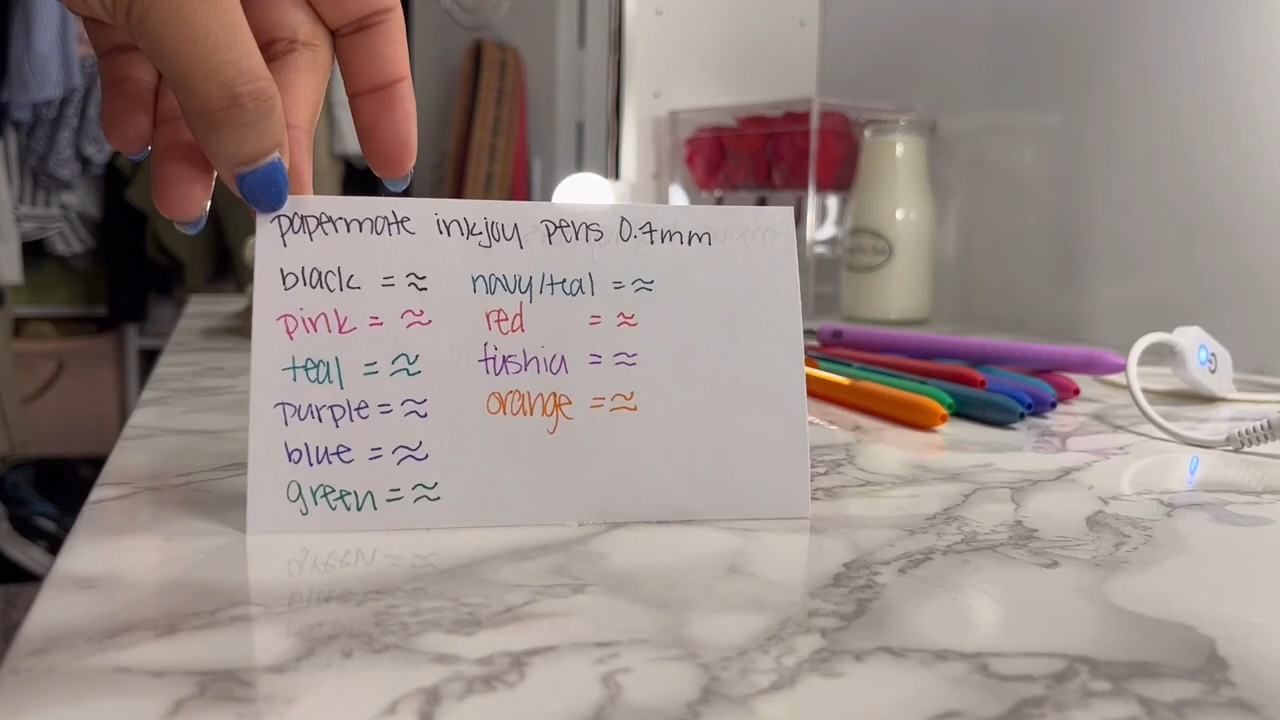 papermate inkjoy pens 0.7mm
black = ≈
pink = ≈
teal = ≈
purple = ≈
blue = ≈
green = ≈
navy/teal = ≈
red = ≈
fushia = ≈
orange = ≈